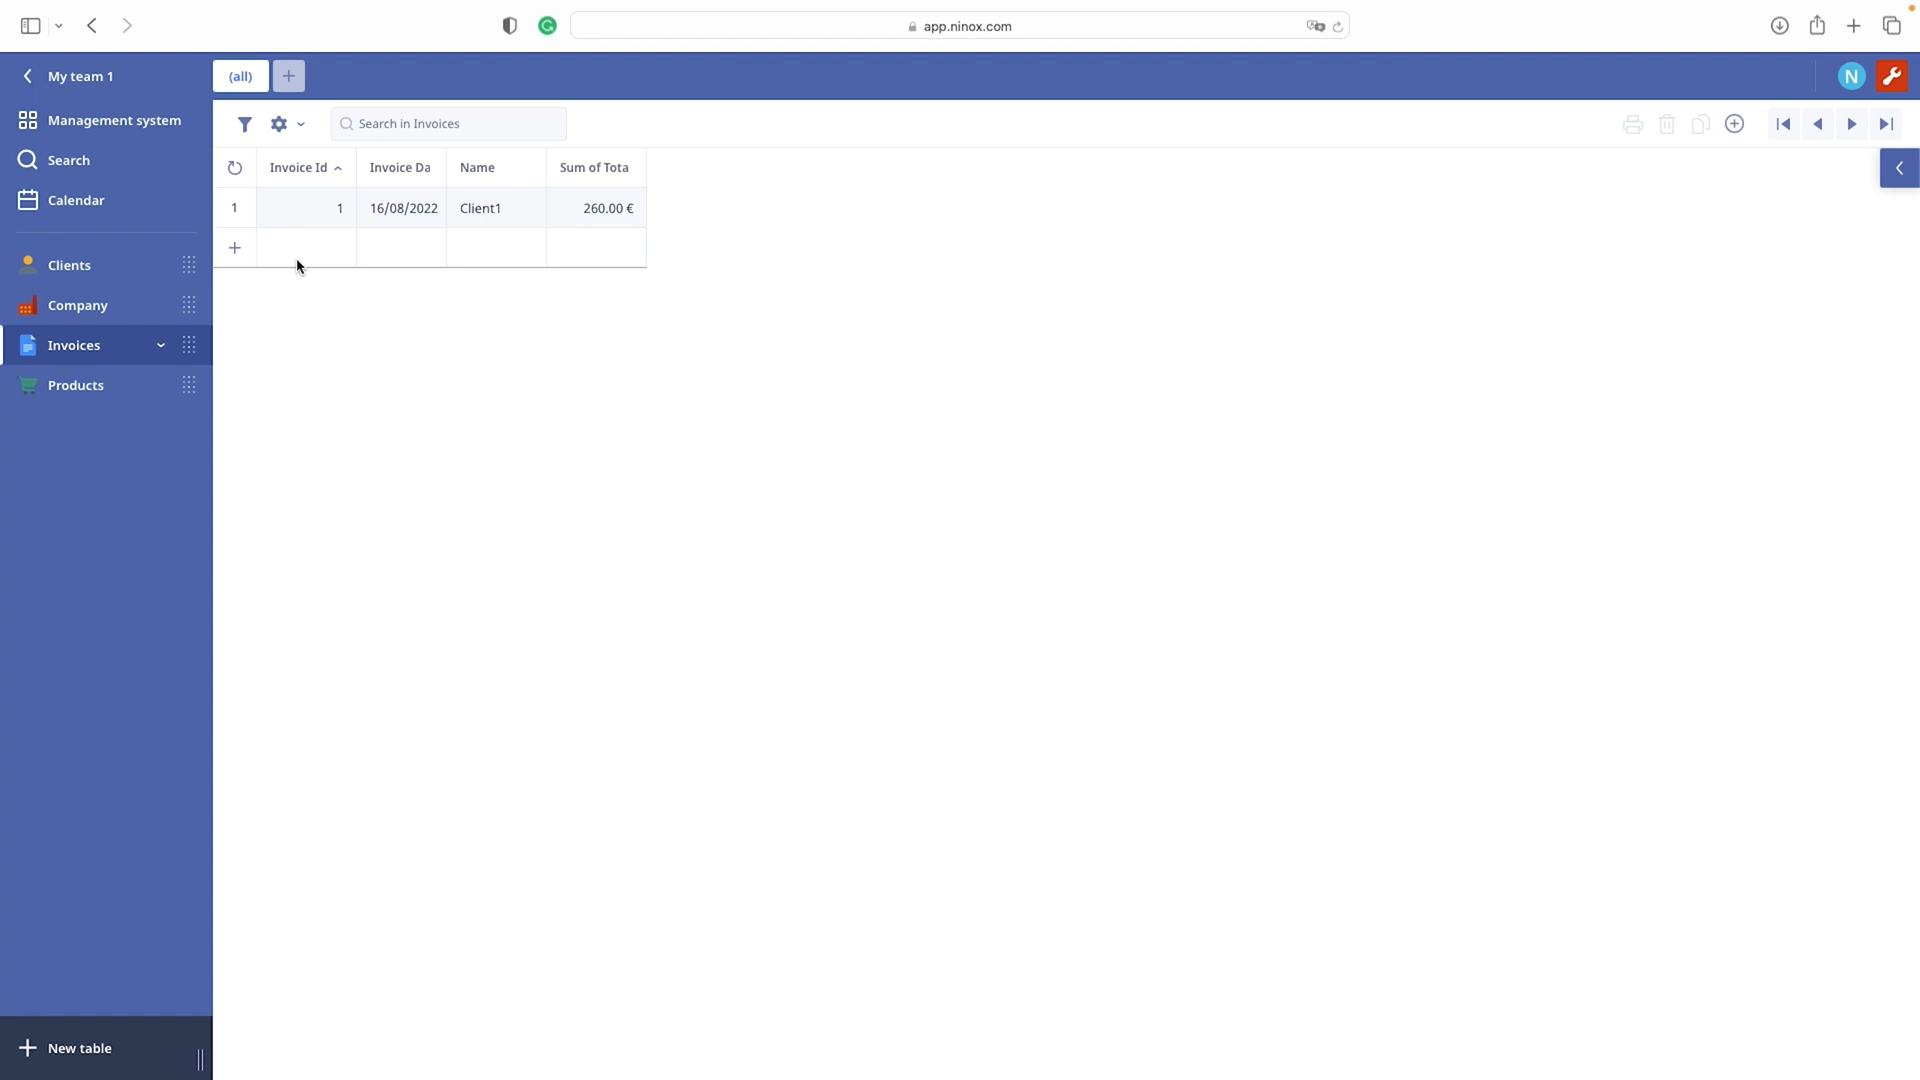 app.ninox.com
My team 1
(all)
N
Management system
Search in Invoices
Search
Invoice Id
Invoice Da
Name
Sum of Tota
Calendar
1
1
16/08/2022
Client1
260.00 €
Clients
Company
Invoices
Products
New table